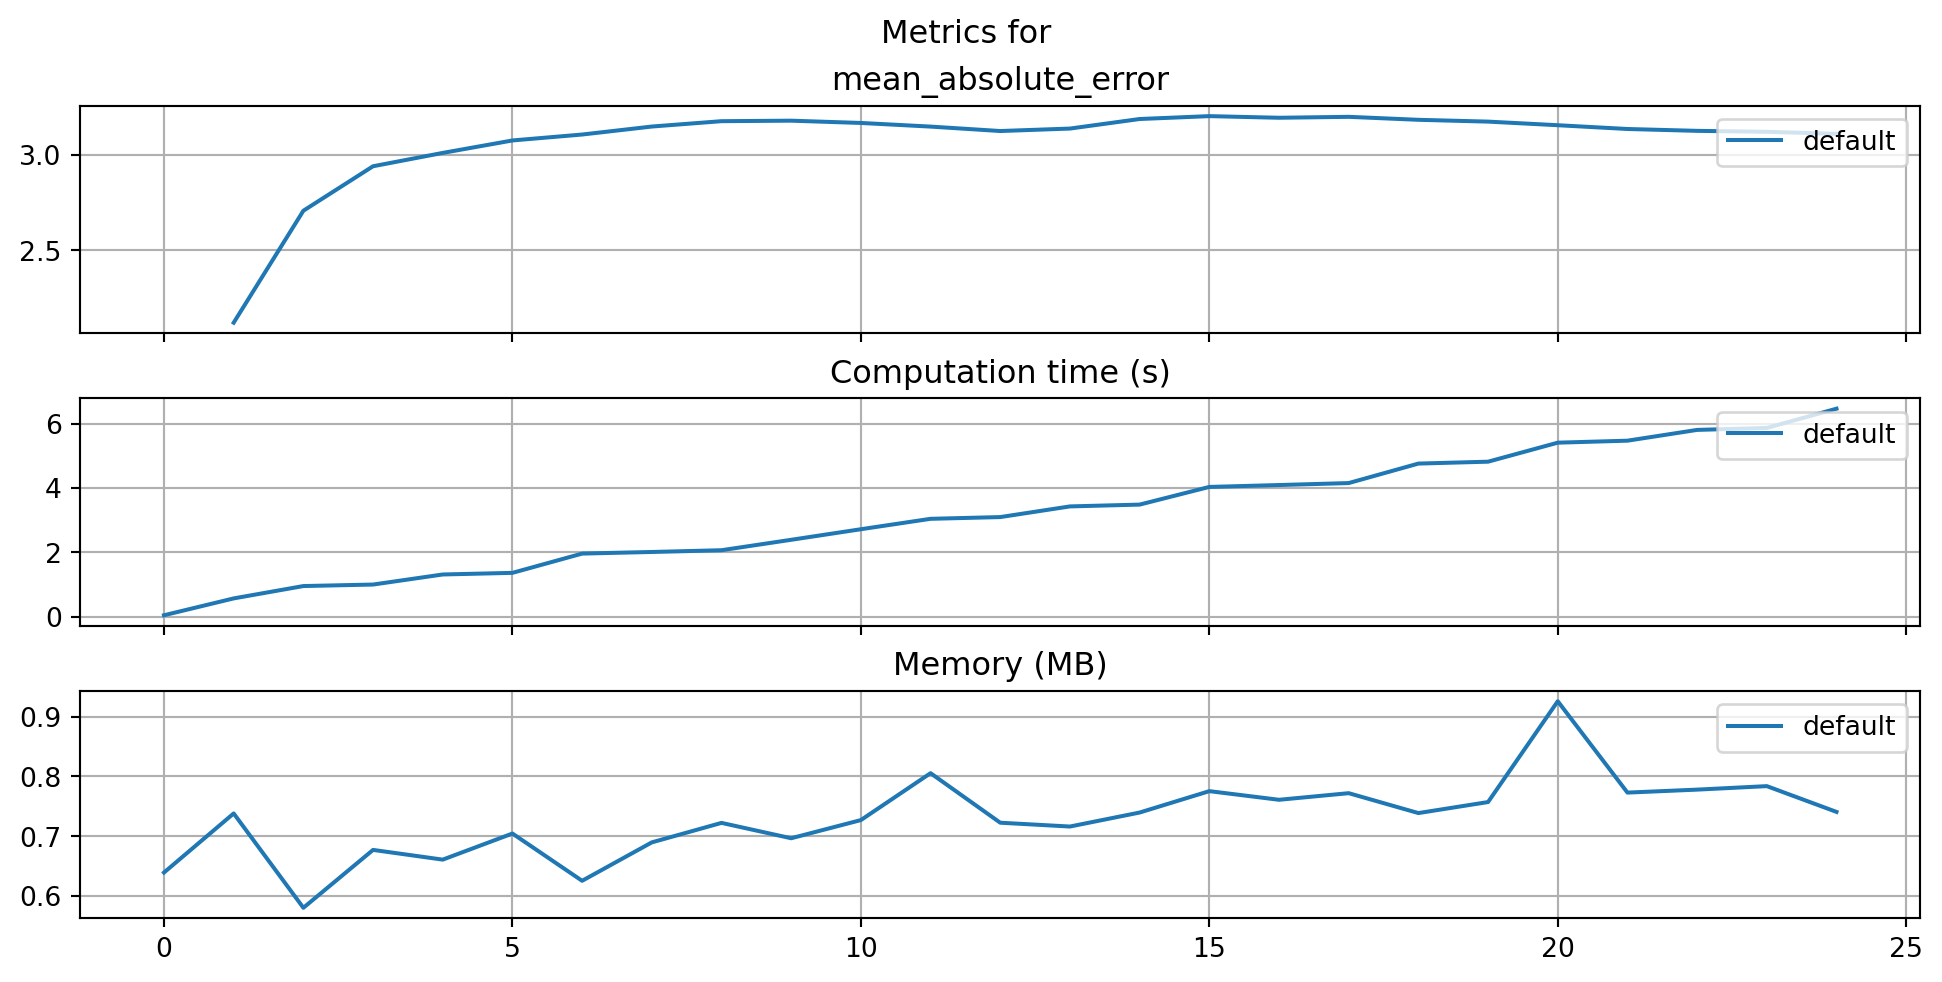 Metrics for
mean_absolute_error
3.0
2.5
default
Computation time (s)
6
4
2
0
default
Memory (MB)
0.9
0.8
0.7
0.6
default
0 5 10 15 20 25